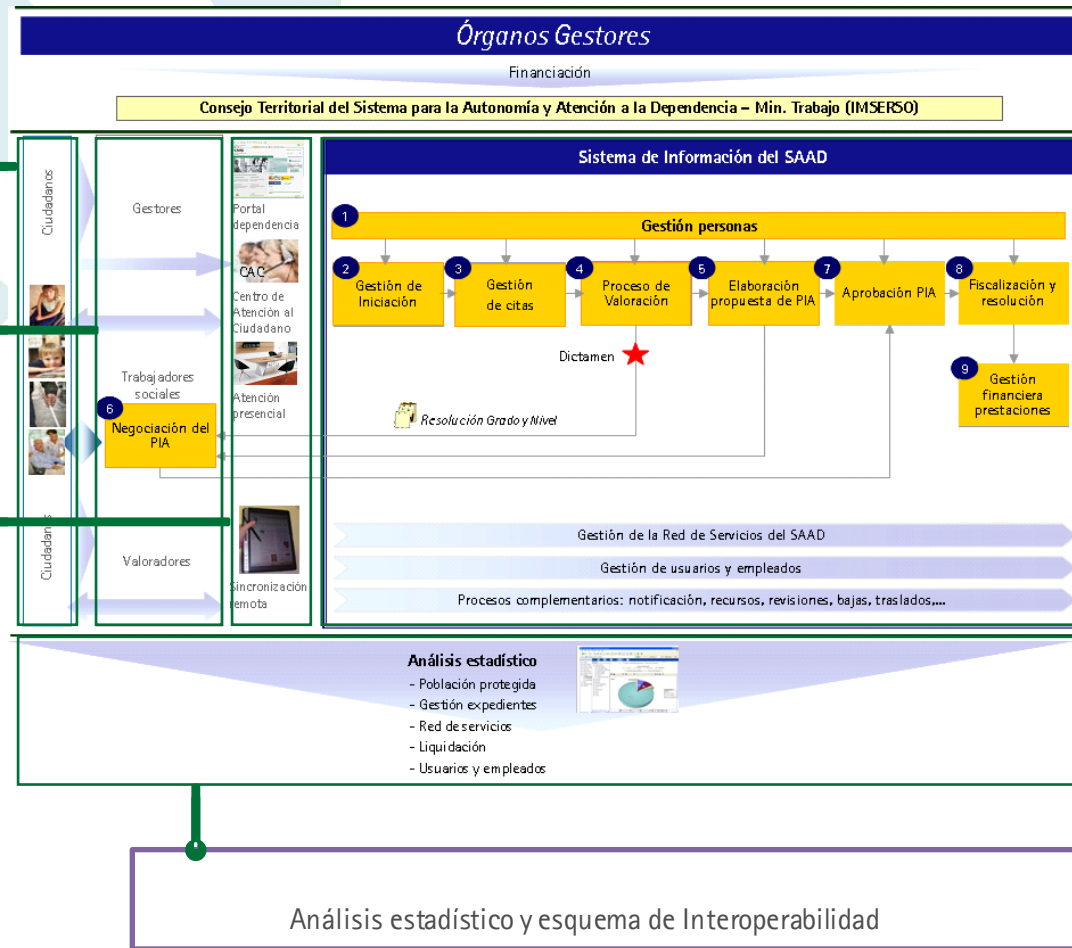 Órganos Gestores
Financiación
Consejo Territorial del Sistema para la Autonomía y Atención a la Dependencia – Min. Trabajo (IMSERSO)
Ciudadanos
Gestores
Portal
dependencia
CAC
Centro de
Atención al
Ciudadano
Trabajadores
sociales
Atención
presencial
6
Negociación del
PIA
Ciudadanos
Valoradores
Sincronización
remota
Sistema de Información del SAAD
1
Gestión personas
2
Gestión de
Iniciación
3
Gestión
de citas
4
Proceso de
Valoración
5
Elaboración
propuesta de PIA
7
Aprobación PIA
8
Fiscalización y
resolución
Dictamen
9
Gestión
financiera
prestaciones
Resolución Grado y Nivel
Gestión de la Red de Servicios del SAAD
Gestión de usuarios y empleados
Procesos complementarios: notificación, recursos, revisiones, bajas, traslados,...
Análisis estadístico
- Población protegida
- Gestión expedientes
- Red de servicios
- Liquidación
- Usuarios y empleados
Análisis estadístico y esquema de Interoperabilidad